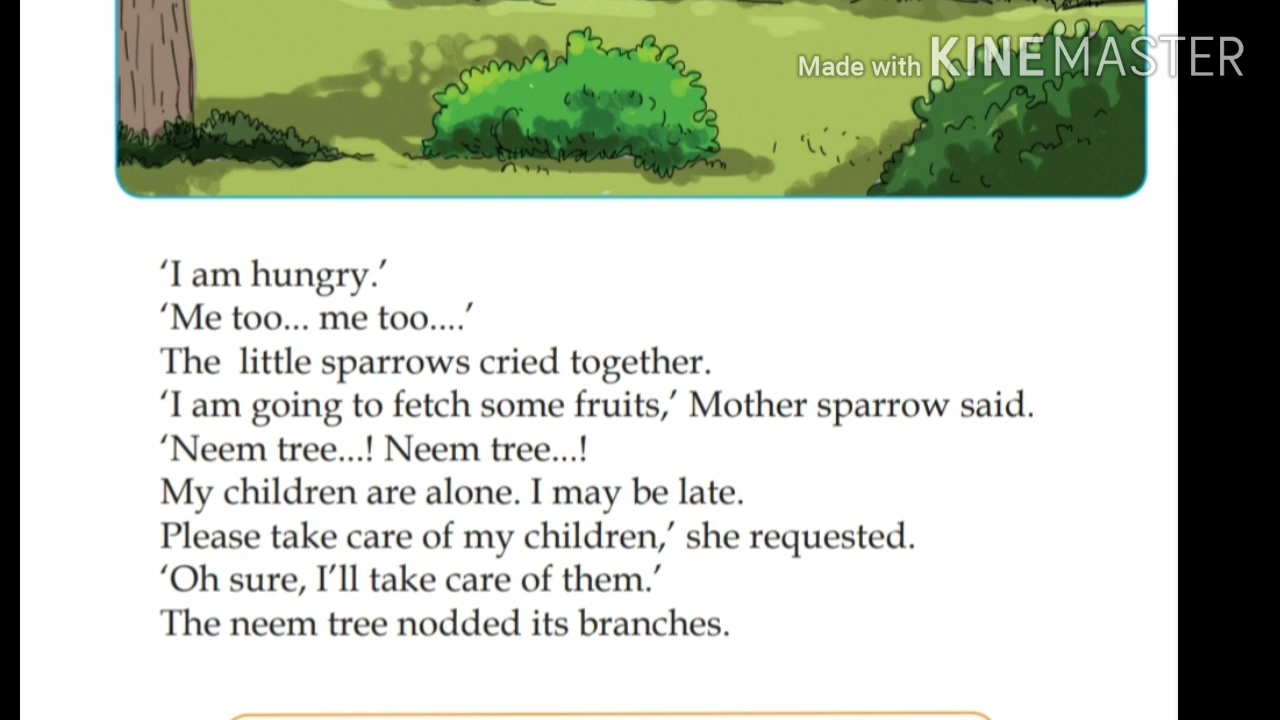 Made with KINEMASTER
‘I am hungry.’
‘Me too... me too....’
The little sparrows cried together.
‘I am going to fetch some fruits,’ Mother sparrow said.
‘Neem tree...! Neem tree...!
My children are alone. I may be late.
Please take care of my children,’ she requested.
‘Oh sure, I’ll take care of them.’
The neem tree nodded its branches.